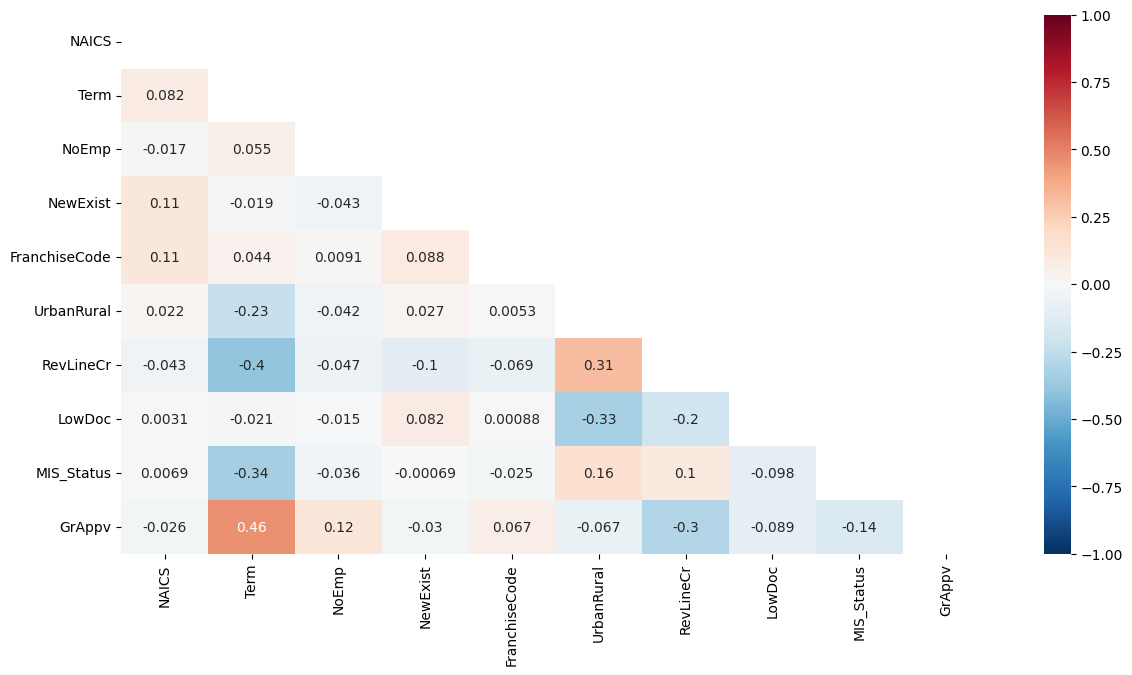 NAICS
Term 0.082
NoEmp -0.017 0.055
NewExist 0.11 -0.019 -0.043
FranchiseCode 0.11 0.044 0.0091 0.088
UrbanRural 0.022 -0.23 -0.042 0.027 0.0053
RevLineCr -0.043 -0.4 -0.047 -0.1 -0.069 0.31
LowDoc 0.0031 -0.021 -0.015 0.082 0.00088 -0.33 -0.2
MIS_Status 0.0069 -0.34 -0.036 -0.00069 -0.025 0.16 0.1 -0.098
GrAppv -0.026 0.46 0.12 -0.03 0.067 -0.067 -0.3 -0.089 -0.14
NAICS
Term
NoEmp
NewExist
FranchiseCode
UrbanRural
RevLineCr
LowDoc
MIS_Status
GrAppv
1.00
0.75
0.50
0.25
0.00
−0.25
−0.50
−0.75
−1.00